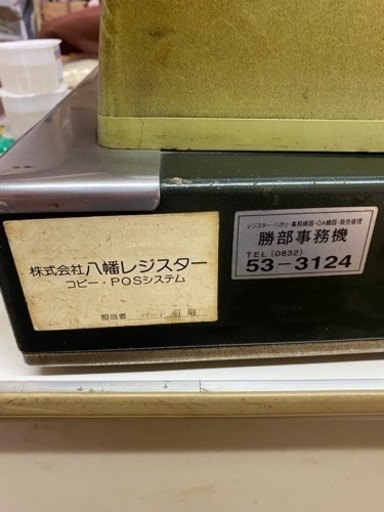 株式会社八幡レジスター
コピー・POSシステム
担当者
レジスター・ハカリ・事務機器・OA機器・販売修理
勝部事務機
TEL(0832)
53-3124